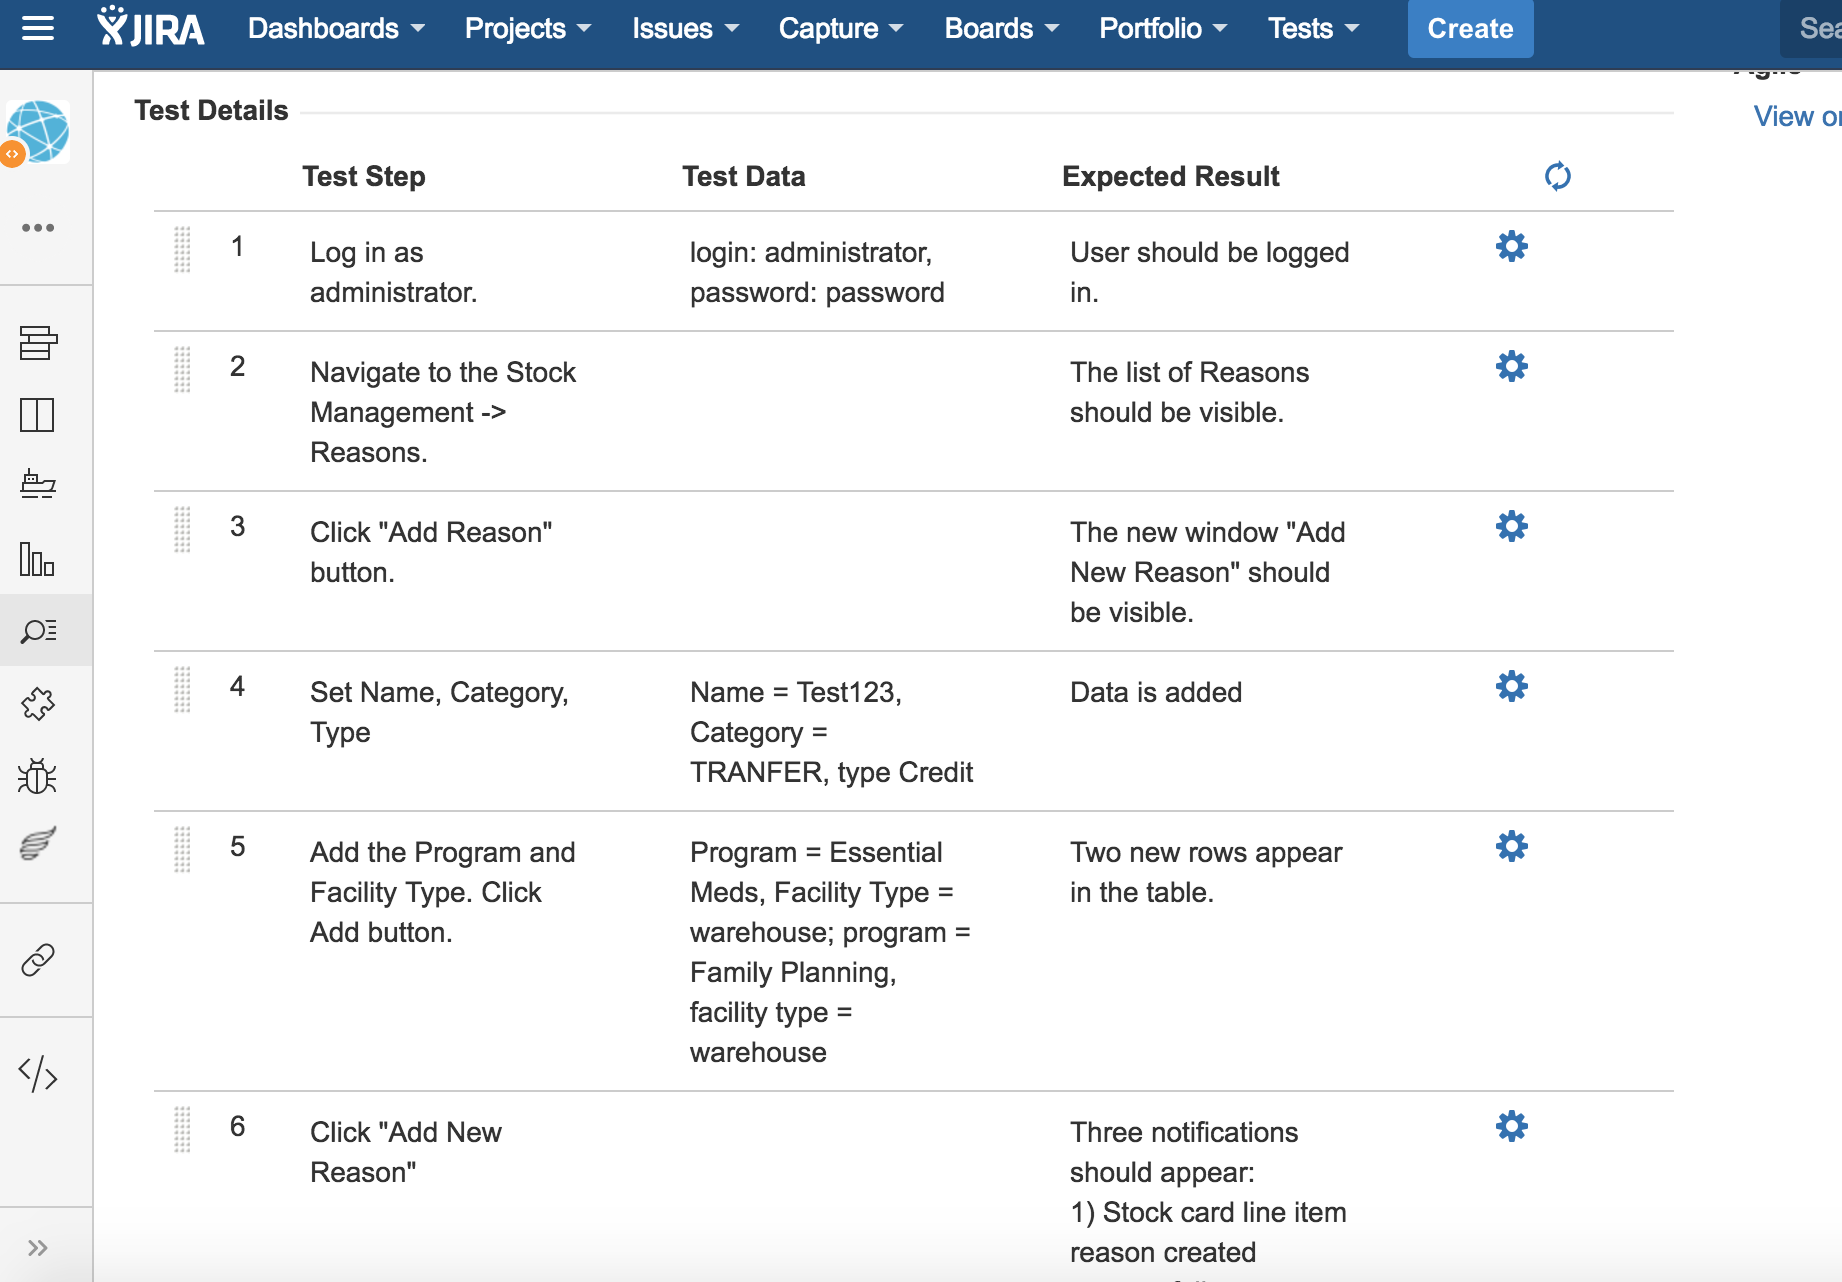 JIRA Dashboards Projects Issues Capture Boards Portfolio Tests Create
View
Test Details
Test Step Test Data Expected Result
1 Log in as login: administrator, User should be logged
administrator. password: password in.
2 Navigate to the Stock The list of Reasons
Management -> should be visible.
Reasons.
3 Click "Add Reason" The new window "Add
button. New Reason" should
be visible.
4 Set Name, Category, Name = Test123, Data is added
Type Category =
TRANFER, type Credit
5 Add the Program and Program = Essential Two new rows appear
Facility Type. Click Meds, Facility Type = in the table.
Add button. warehouse; program =
Family Planning,
facility type =
warehouse
6 Click "Add New Three notifications
Reason" should appear:
1) Stock card line item
reason created